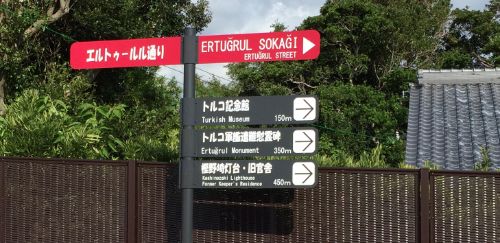 エルトゥールル通り
ERTUĞRUL SOKAĞI
ERTUĞRUL STREET
トルコ記念館
Turkish Museum 150m
トルコ軍艦遭難慰霊碑
Ertuğrul Monument 350m
樫野埼灯台・旧官舎
Kashinozaki Lighthouse
Former Keeper's Residence 450m